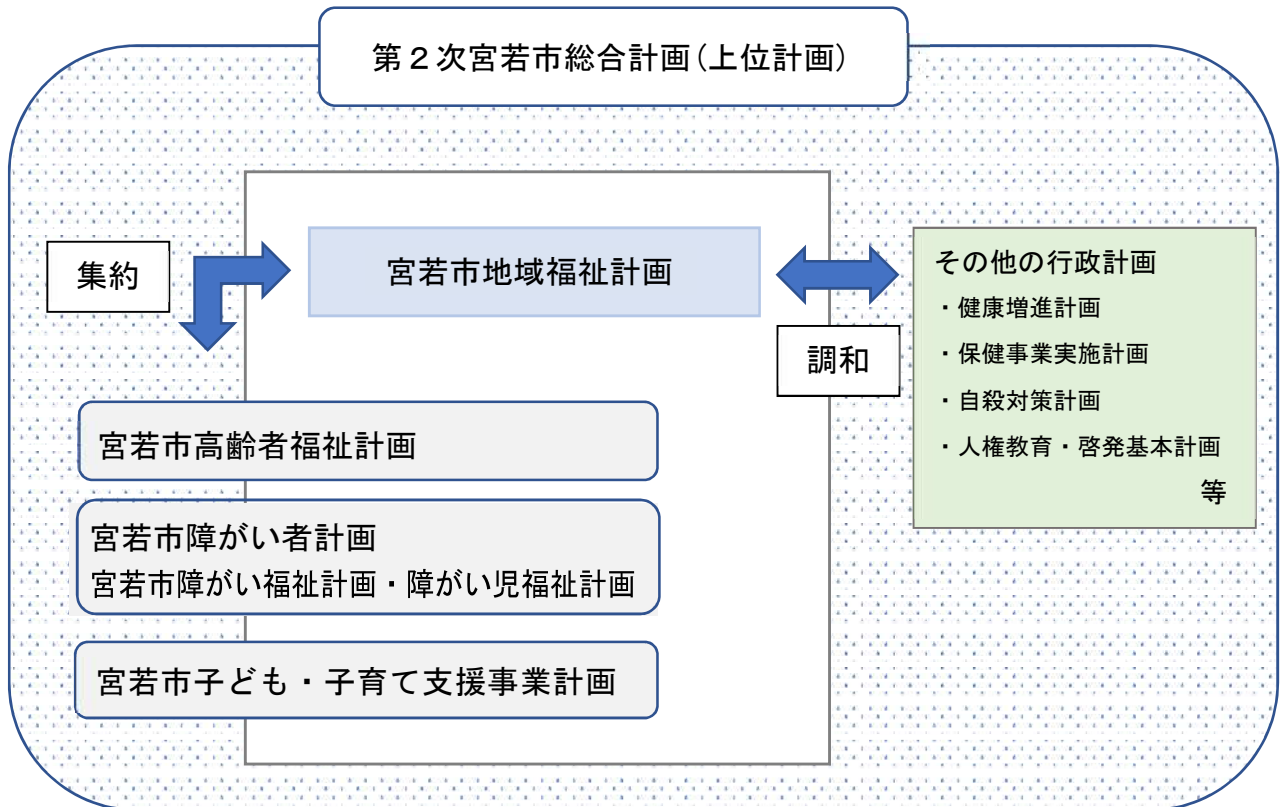 第２次宮若市総合計画(上位計画)
集約
宮若市地域福祉計画
調和
その他の行政計画
・健康増進計画
・保健事業実施計画
・自殺対策計画
・人権教育・啓発基本計画
等
宮若市高齢者福祉計画
宮若市障がい者計画
宮若市障がい福祉計画・障がい児福祉計画
宮若市子ども・子育て支援事業計画